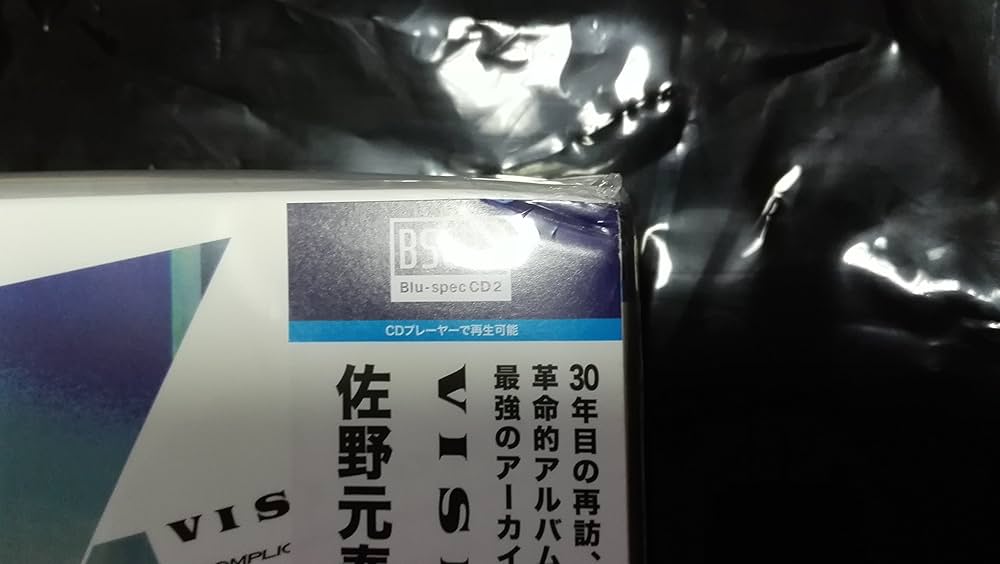 Blu-spec CD2
CDプレーヤーで再生可能
30年目の再訪、
革命的アルバム
最強のアーカイ
VIS
佐野元
VIS
OMPLIC